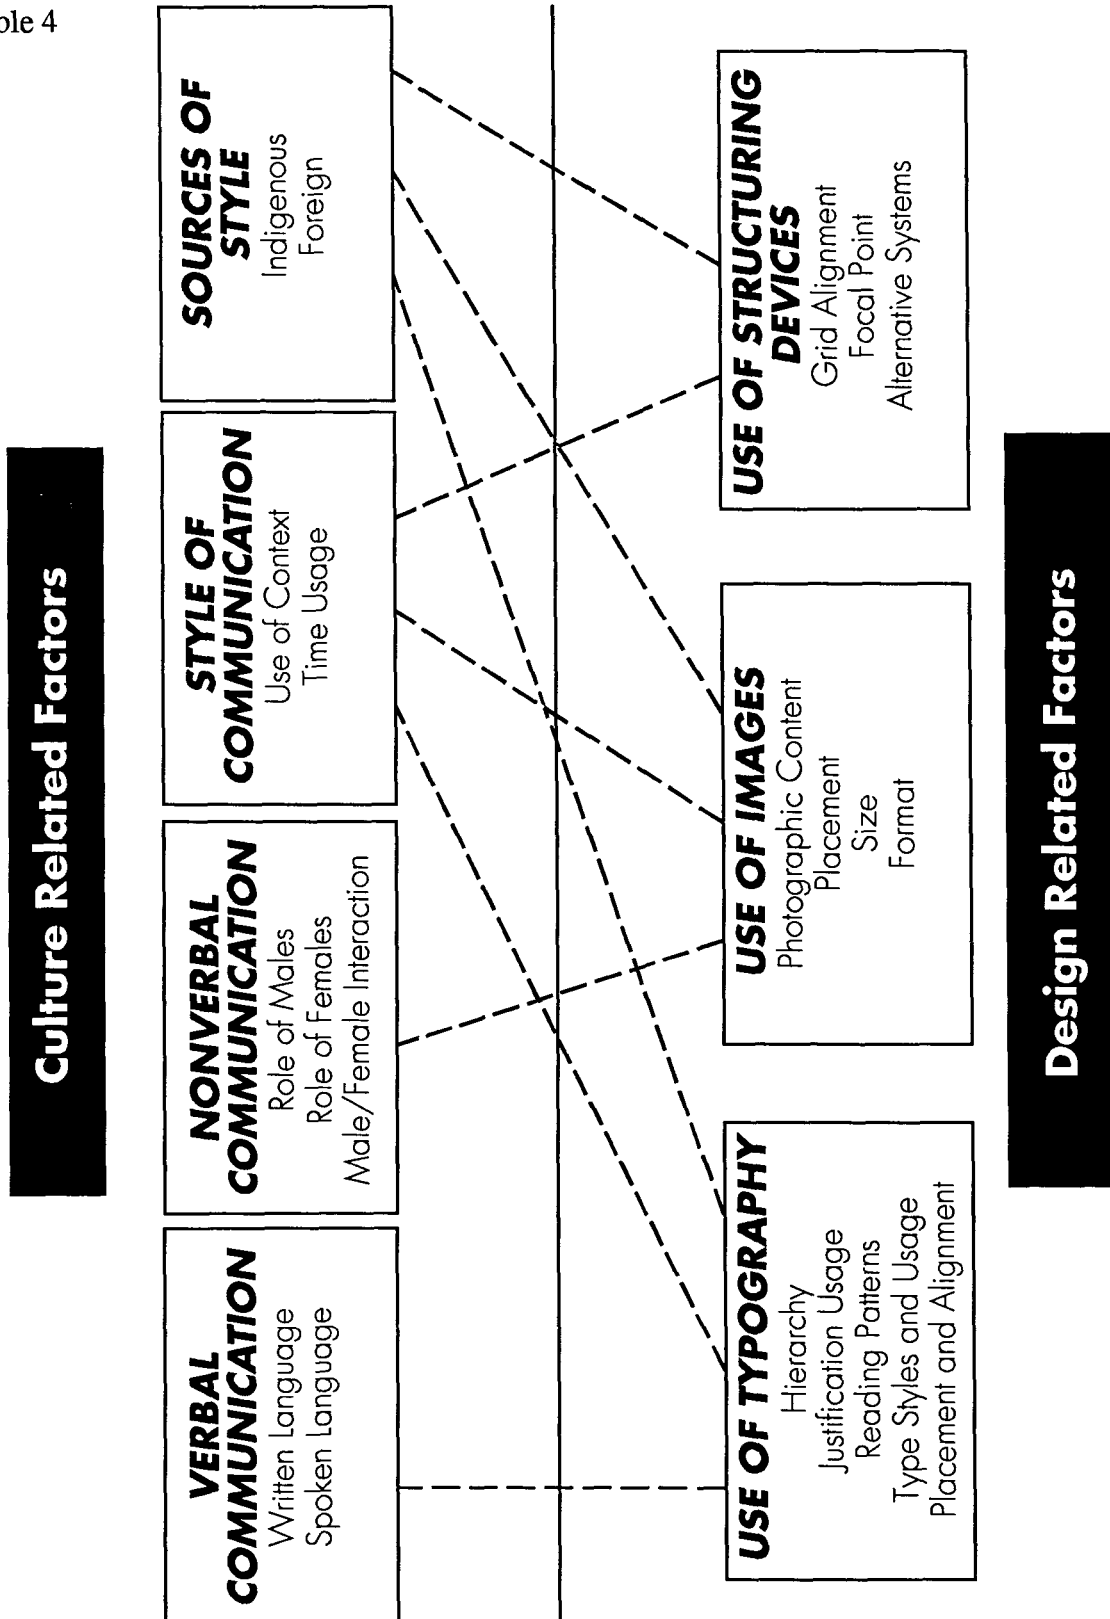 ble 4
Culture Related Factors
VERBAL
COMMUNICATION
Written Language
Spoken Language
NONVERBAL
COMMUNICATION
Role of Males
Role of Females
Male/Female Interaction
STYLE OF
COMMUNICATION
Use of Context
Time Usage
SOURCES OF
STYLE
Indigenous
Foreign
USE OF TYPOGRAPHY
Hierarchy
Justification Usage
Reading Patterns
Type Styles and Usage
Placement and Alignment
USE OF IMAGES
Photographic Content
Placement
Size
Format
USE OF STRUCTURING
DEVICES
Grid Alignment
Focal Point
Alternative Systems
Design Related Factors